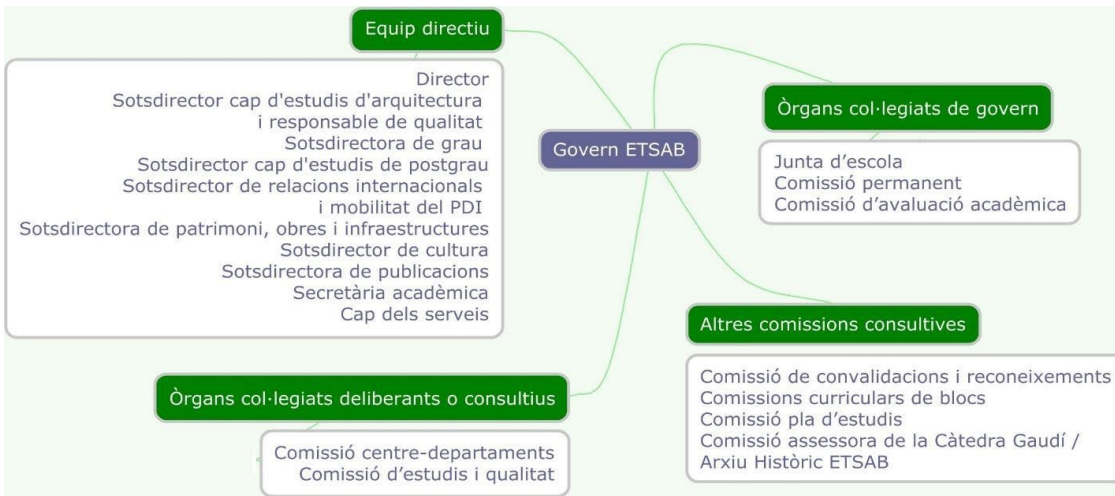 Equip directiu
Director
Sotsdirector cap d'estudis d'arquitectura
i responsable de qualitat
Sotsdirectora de grau
Sotsdirector cap d'estudis de postgrau
Sotsdirector de relacions internacionals
i mobilitat del PDI
Sotsdirectora de patrimoni, obres i infraestructures
Sotsdirector de cultura
Sotsdirectora de publicacions
Secretària acadèmica
Cap dels serveis
Govern ETSAB
Òrgans col·legiats de govern
Junta d’escola
Comissió permanent
Comissió d’avaluació acadèmica
Òrgans col·legiats deliberants o consultius
Comissió centre-departaments
Comissió d’estudis i qualitat
Altres comissions consultives
Comissió de convalidacions i reconeixements
Comissions curriculars de blocs
Comissió pla d’estudis
Comissió assessora de la Càtedra Gaudí /
Arxiu Històric ETSAB